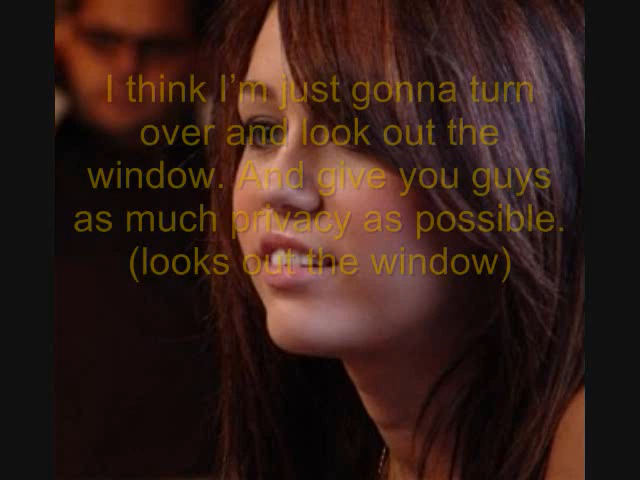 I think I’m just gonna turn
over and look out the
window. And give you guys
as much privacy as possible.
(looks out the window)